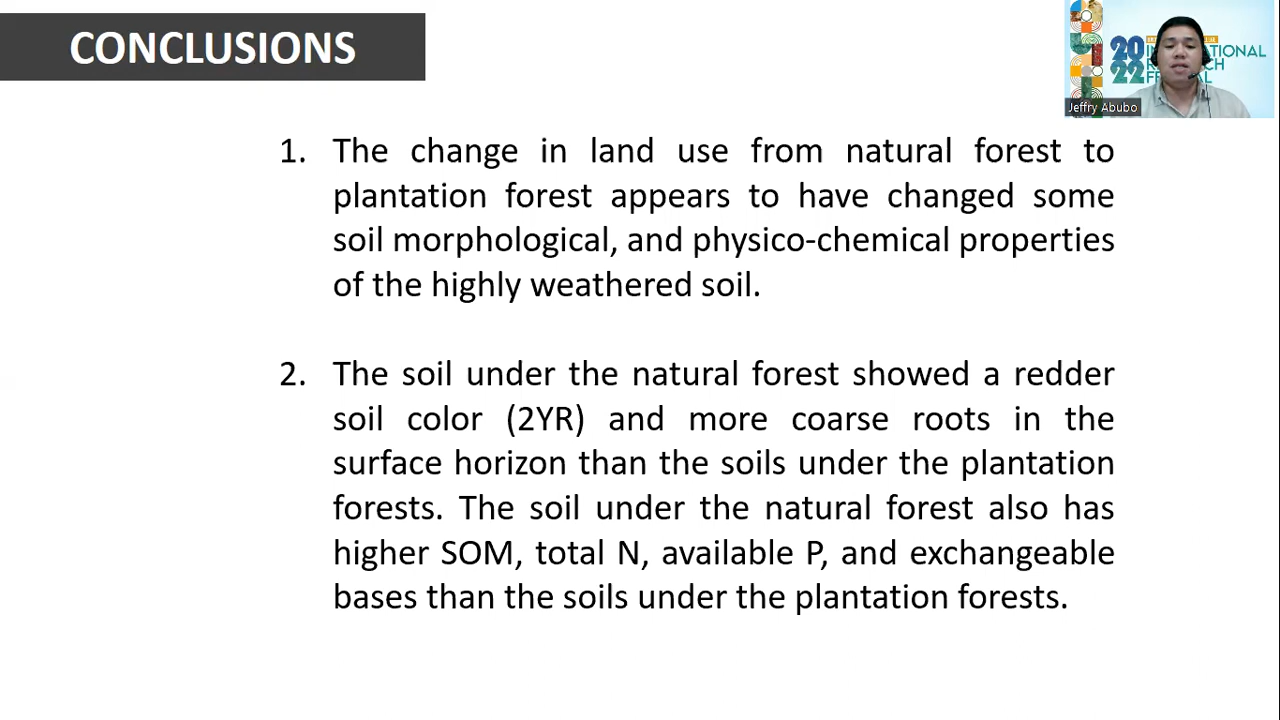 CONCLUSIONS
2022 INTERNATIONAL
RESEARCH
FESTIVAL
Jeffry Abubo
1. The change in land use from natural forest to
plantation forest appears to have changed some
soil morphological, and physico-chemical properties
of the highly weathered soil.
2. The soil under the natural forest showed a redder
soil color (2YR) and more coarse roots in the
surface horizon than the soils under the plantation
forests. The soil under the natural forest also has
higher SOM, total N, available P, and exchangeable
bases than the soils under the plantation forests.